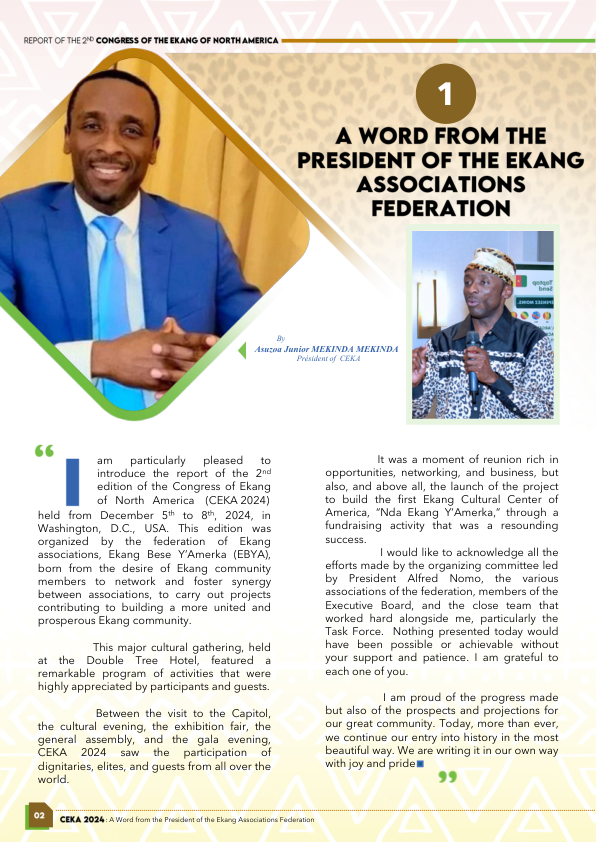 REPORT OF THE 2ND CONGRESS OF THE EKANG OF NORTH AMERICA
1
A WORD FROM THE
PRESIDENT OF THE EKANG
ASSOCIATIONS
FEDERATION
Taptap
Send
By
Asuzoa Junior MEKINDA MEKINDA
Président of CEKA
“
I am particularly pleased to
introduce the report of the 2nd
edition of the Congress of Ekang
of North America (CEKA 2024)
held from December 5th to 8th, 2024, in
Washington, D.C., USA. This edition was
organized by the federation of Ekang
associations, Ekang Bese Y’Amerka (EBYA),
born from the desire of Ekang community
members to network and foster synergy
between associations, to carry out projects
contributing to building a more united and
prosperous Ekang community.
This major cultural gathering, held
at the Double Tree Hotel, featured a
remarkable program of activities that were
highly appreciated by participants and guests.
Between the visit to the Capitol,
the cultural evening, the exhibition fair, the
general assembly, and the gala evening,
CEKA 2024 saw the participation of
dignitaries, elites, and guests from all over the
world.
It was a moment of reunion rich in
opportunities, networking, and business, but
also, and above all, the launch of the project
to build the first Ekang Cultural Center of
America, “Nda Ekang Y’Amerka,” through a
fundraising activity that was a resounding
success.
I would like to acknowledge all the
efforts made by the organizing committee led
by President Alfred Nomo, the various
associations of the federation, members of the
Executive Board, and the close team that
worked hard alongside me, particularly the
Task Force. Nothing presented today would
have been possible or achievable without
your support and patience. I am grateful to
each one of you.
I am proud of the progress made
but also of the prospects and projections for
our great community. Today, more than ever,
we continue our entry into history in the most
beautiful way. We are writing it in our own way
with joy and pride
”
02
CEKA 2024 : A Word from the President of the Ekang Associations Federation